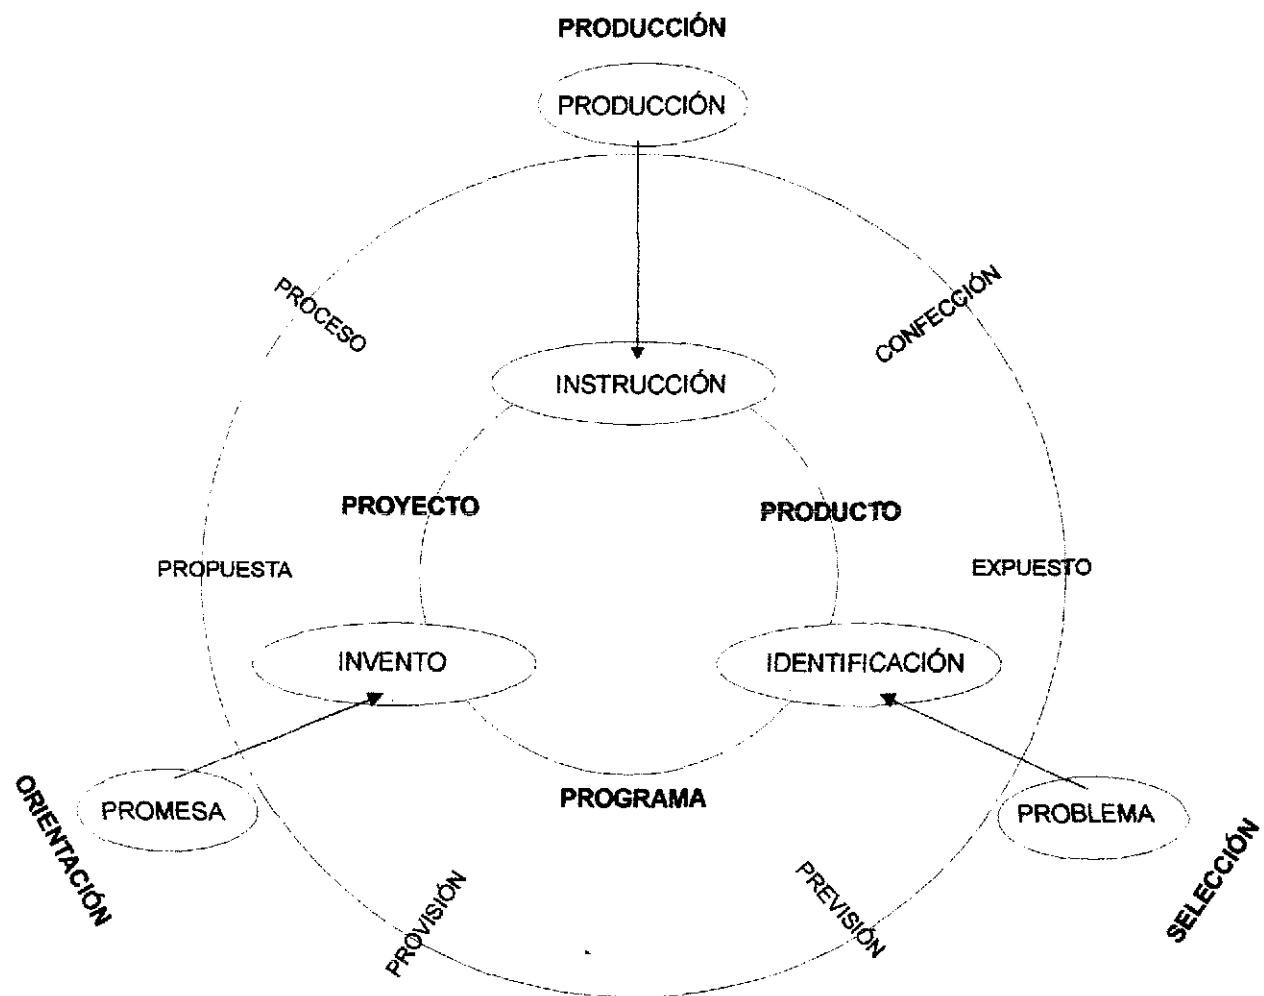 PRODUCCIÓN
PRODUCCIÓN
PROCESO
CONFECCIÓN
INSTRUCCIÓN
PROYECTO
PRODUCTO
PROPUESTA
EXPUESTO
INVENTO
IDENTIFICACIÓN
ORIENTACIÓN
PROMESA
PROGRAMA
PROBLEMA
SELECCIÓN
PROVISIÓN
PREVISIÓN